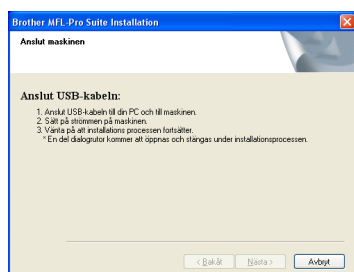 Brother MFL-Pro Suite Installation
Anslut maskinen
Anslut USB-kabeln:
1. Anslut USB-kabeln till din PC och till maskinen.
2. Sätt på strömmen på maskinen.
3. Vänta på att installations processen fortsätter.
* En del dialogrutor kommer att öppnas och stängas under installationsprocessen.
< Bakåt Nästa > Avbryt